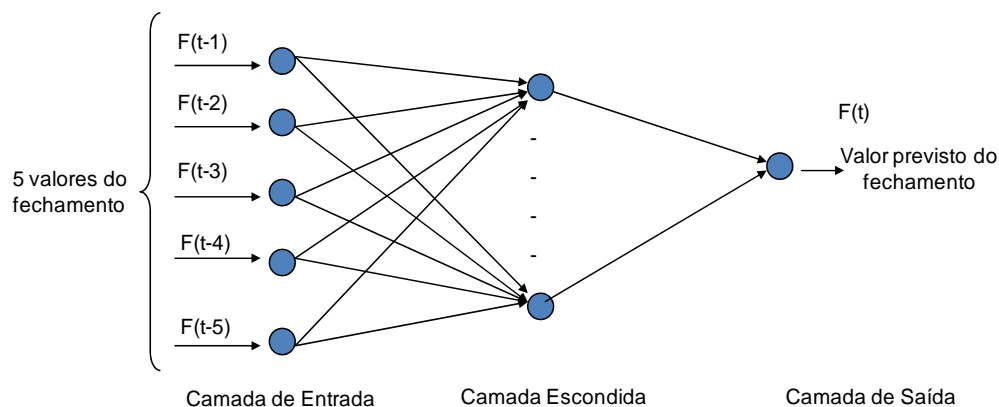 F(t-1)
F(t-2)
F(t-3)
F(t-4)
F(t-5)
5 valores do
fechamento
F(t)
Valor previsto do
fechamento
Camada de Entrada
Camada Escondida
Camada de Saída